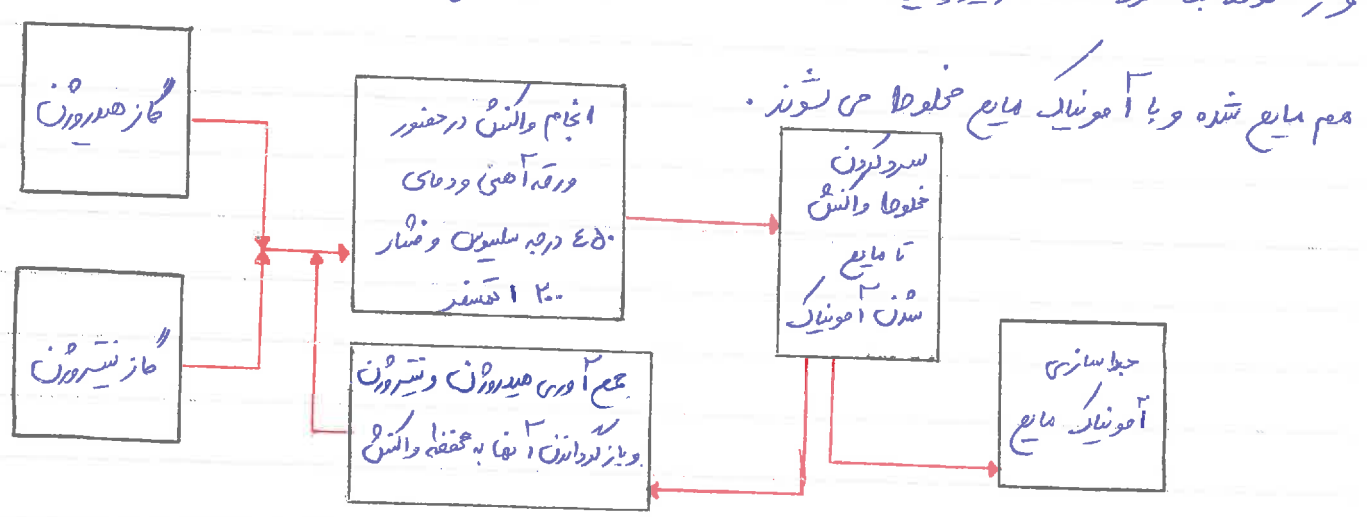 هم مایع شده و با آمونیاک مایع مخلوط می شوند.
گاز هیدروژن
انجام واکنش در حضور
ورقه آهنی و دمای
۴۵۰ درجه سلسیوس و فشار
۲۰۰ اتمسفر
سرد کردن
مخلوط واکنش
تا مایع
شدن آمونیاک
گاز نیتروژن
جمع آوری هیدروژن و نیتروژن
و بازگرداندن آنها به محفظه واکنش
جداسازی
آمونیاک مایع